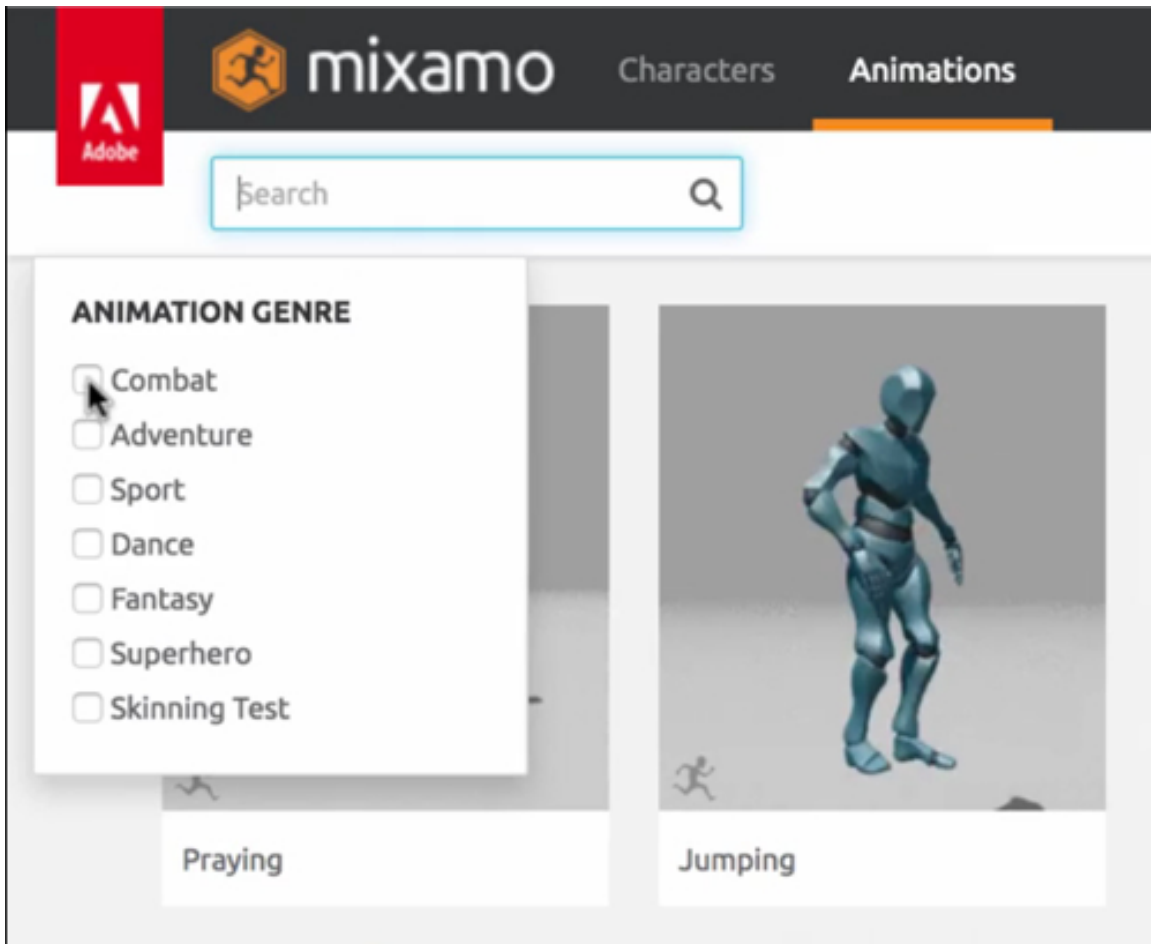 Adobe
mixamo
Characters
Animations
Search
ANIMATION GENRE
Combat
Adventure
Sport
Dance
Fantasy
Superhero
Skinning Test
Praying
Jumping